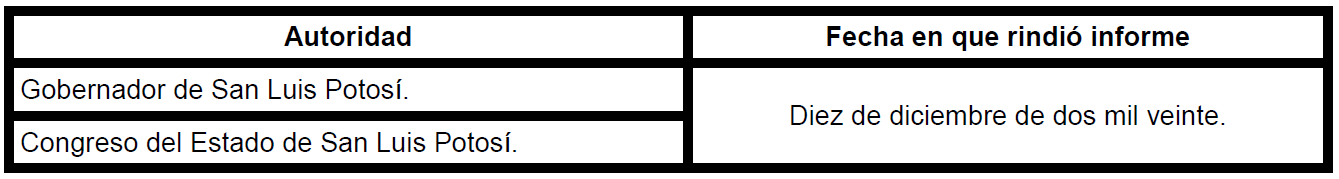 Autoridad
Fecha en que rindió informe
Gobernador de San Luis Potosí.
Diez de diciembre de dos mil veinte.
Congreso del Estado de San Luis Potosí.